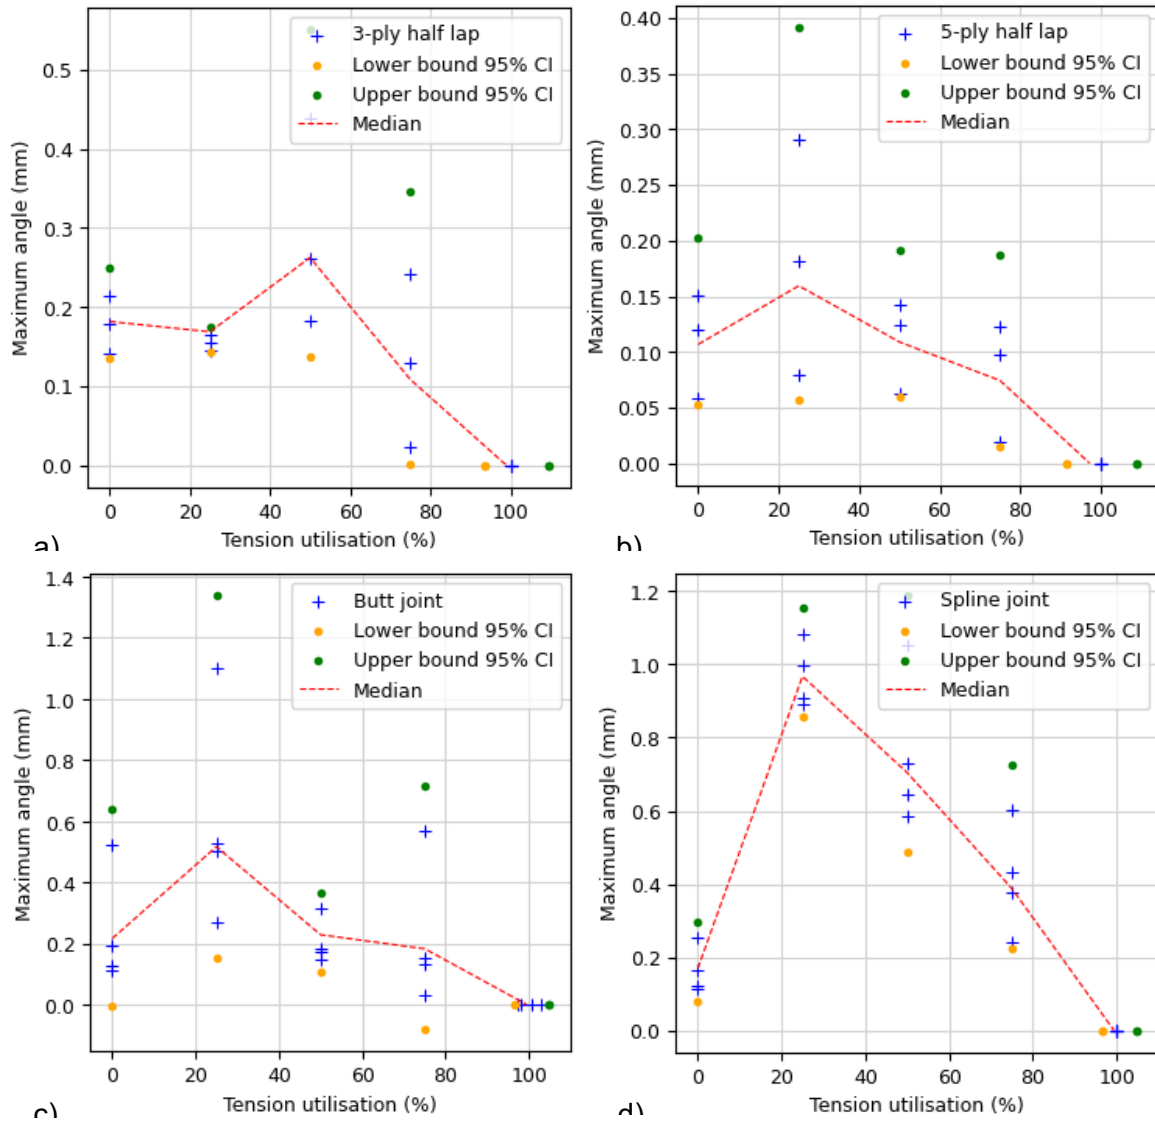 3-ply half lap
Lower bound 95% CI
Upper bound 95% CI
Median
Maximum angle (mm)
0.5
0.4
0.3
0.2
0.1
0.0
0 20 40 60 80 100
Tension utilisation (%)
a)
5-ply half lap
Lower bound 95% CI
Upper bound 95% CI
Median
Maximum angle (mm)
0.40
0.35
0.30
0.25
0.20
0.15
0.10
0.05
0.00
0 20 40 60 80 100
Tension utilisation (%)
b)
Butt joint
Lower bound 95% CI
Upper bound 95% CI
Median
Maximum angle (mm)
1.4
1.2
1.0
0.8
0.6
0.4
0.2
0.0
0 20 40 60 80 100
Tension utilisation (%)
c)
Spline joint
Lower bound 95% CI
Upper bound 95% CI
Median
Maximum angle (mm)
1.2
1.0
0.8
0.6
0.4
0.2
0.0
0 20 40 60 80 100
Tension utilisation (%)
d)